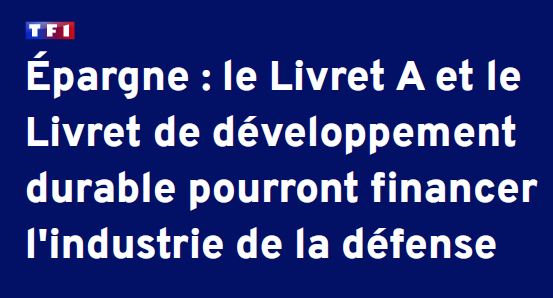 TF1
Épargne : le Livret A et le
Livret de développement
durable pourront financer
l'industrie de la défense